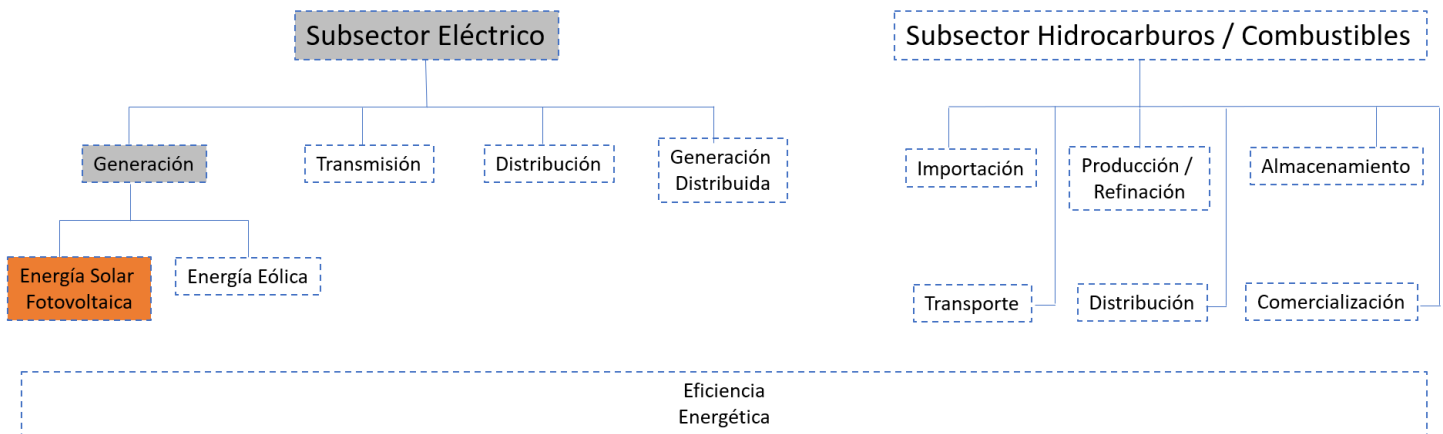 Subsector Eléctrico
Subsector Hidrocarburos / Combustibles
Generación
Transmisión
Distribución
Generación
Distribuida
Importación
Producción /
Refinación
Almacenamiento
Energía Solar
Fotovoltaica
Energía Eólica
Transporte
Distribución
Comercialización
Eficiencia
Energética